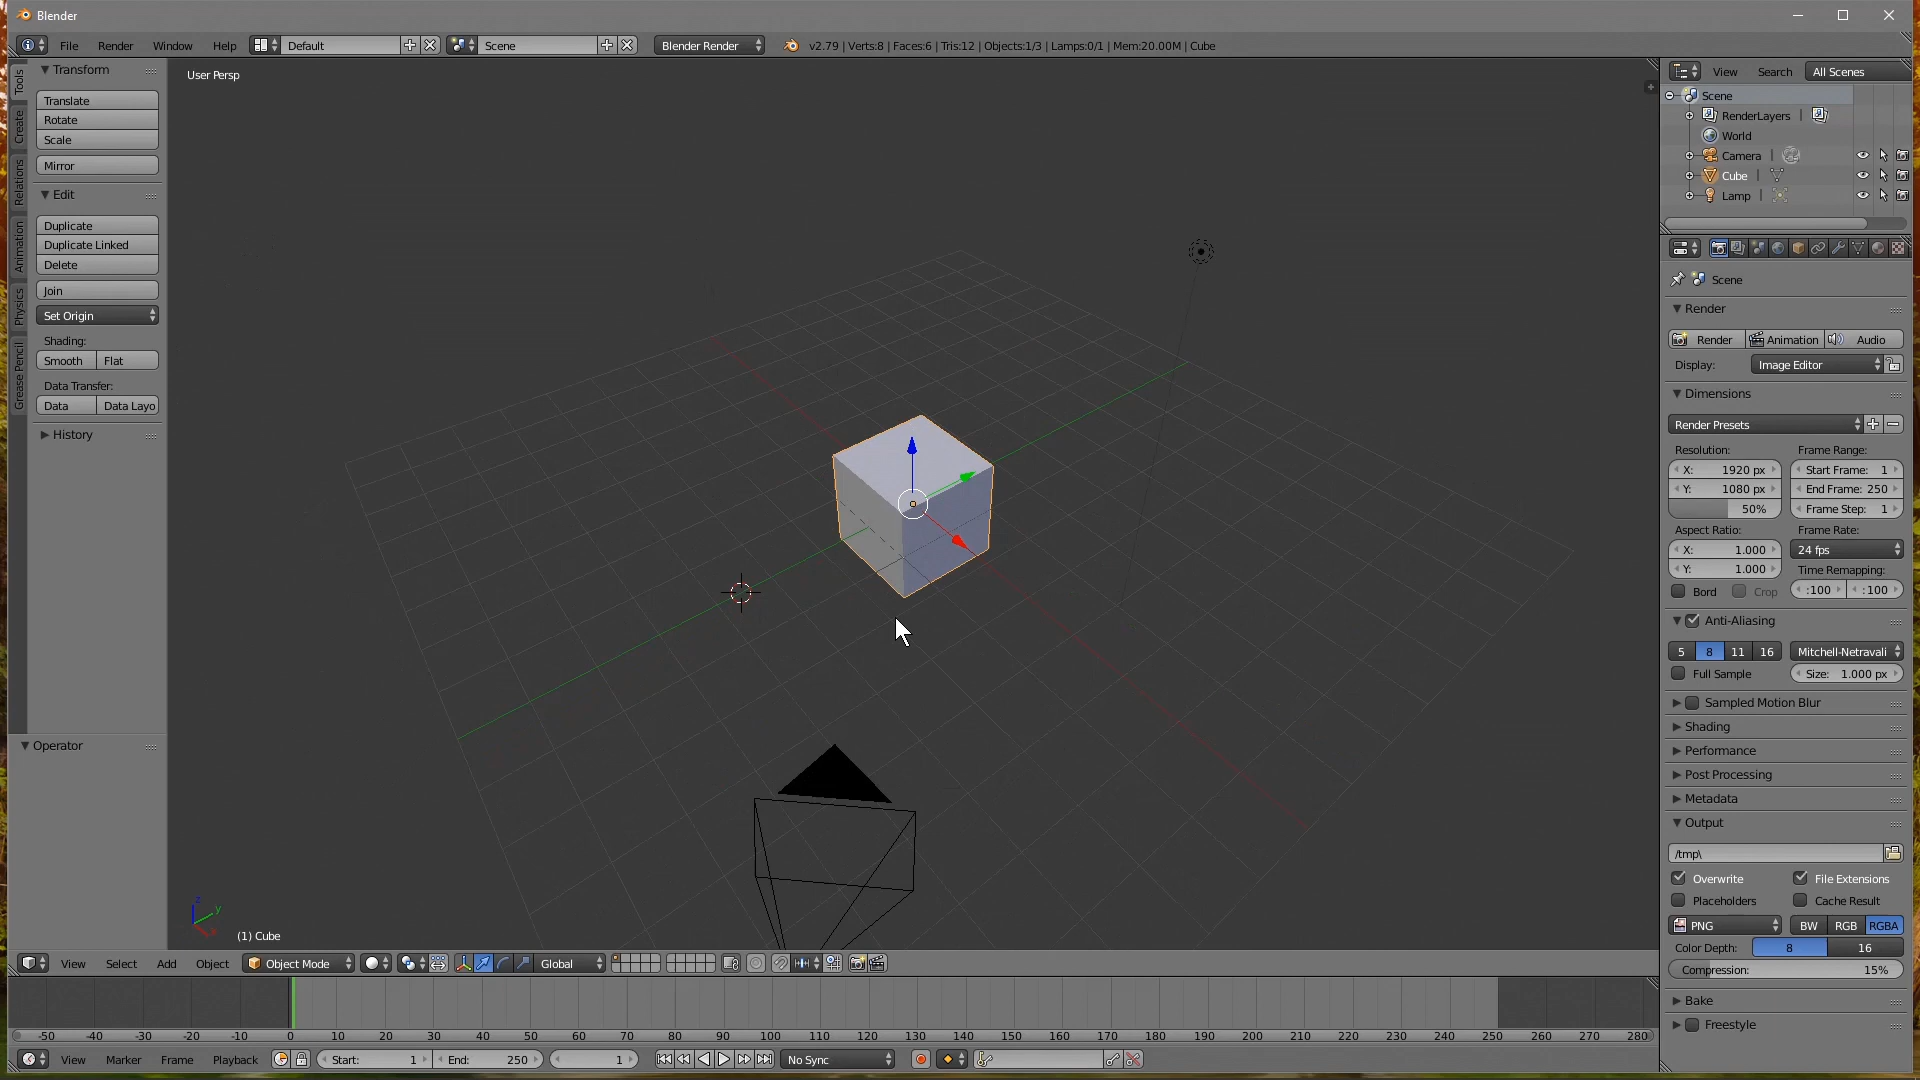 Blender
File Render Window Help Default Scene Blender Render v2.79 | Verts:8 | Faces:6 | Tris:12 | Objects:1/3 | Lamps:0/1 | Mem:20.00M | Cube
Tools
Create
Relations
Animation
Physics
Grease Pencil
Transform
Translate
Rotate
Scale
Mirror
Edit
Duplicate
Duplicate Linked
Delete
Join
Set Origin
Shading:
Smooth Flat
Data Transfer:
Data Data Layo
History
Operator
User Persp
z
y
x
(1) Cube
View Select Add Object Object Mode Global
-50 -40 -30 -20 -10 0 10 20 30 40 50 60 70 80 90 100 110 120 130 140 150 160 170 180 190 200 210 220 230 240 250 260 270 280
View Marker Frame Playback Start: 1 End: 250 1 No Sync
View Search All Scenes
Scene
RenderLayers |
World
Camera |
Cube |
Lamp |
Scene
Render
Render Animation Audio
Display: Image Editor
Dimensions
Render Presets
Resolution: Frame Range:
X: 1920 px Start Frame: 1
Y: 1080 px End Frame: 250
50% Frame Step: 1
Aspect Ratio: Frame Rate:
X: 1.000 24 fps
Y: 1.000 Time Remapping:
Bord Crop :100 :100
Anti-Aliasing
5 8 11 16 Mitchell-Netravali
Full Sample Size: 1.000 px
Sampled Motion Blur
Shading
Performance
Post Processing
Metadata
Output
/tmp\
Overwrite File Extensions
Placeholders Cache Result
PNG BW RGB RGBA
Color Depth: 8 16
Compression: 15%
Bake
Freestyle